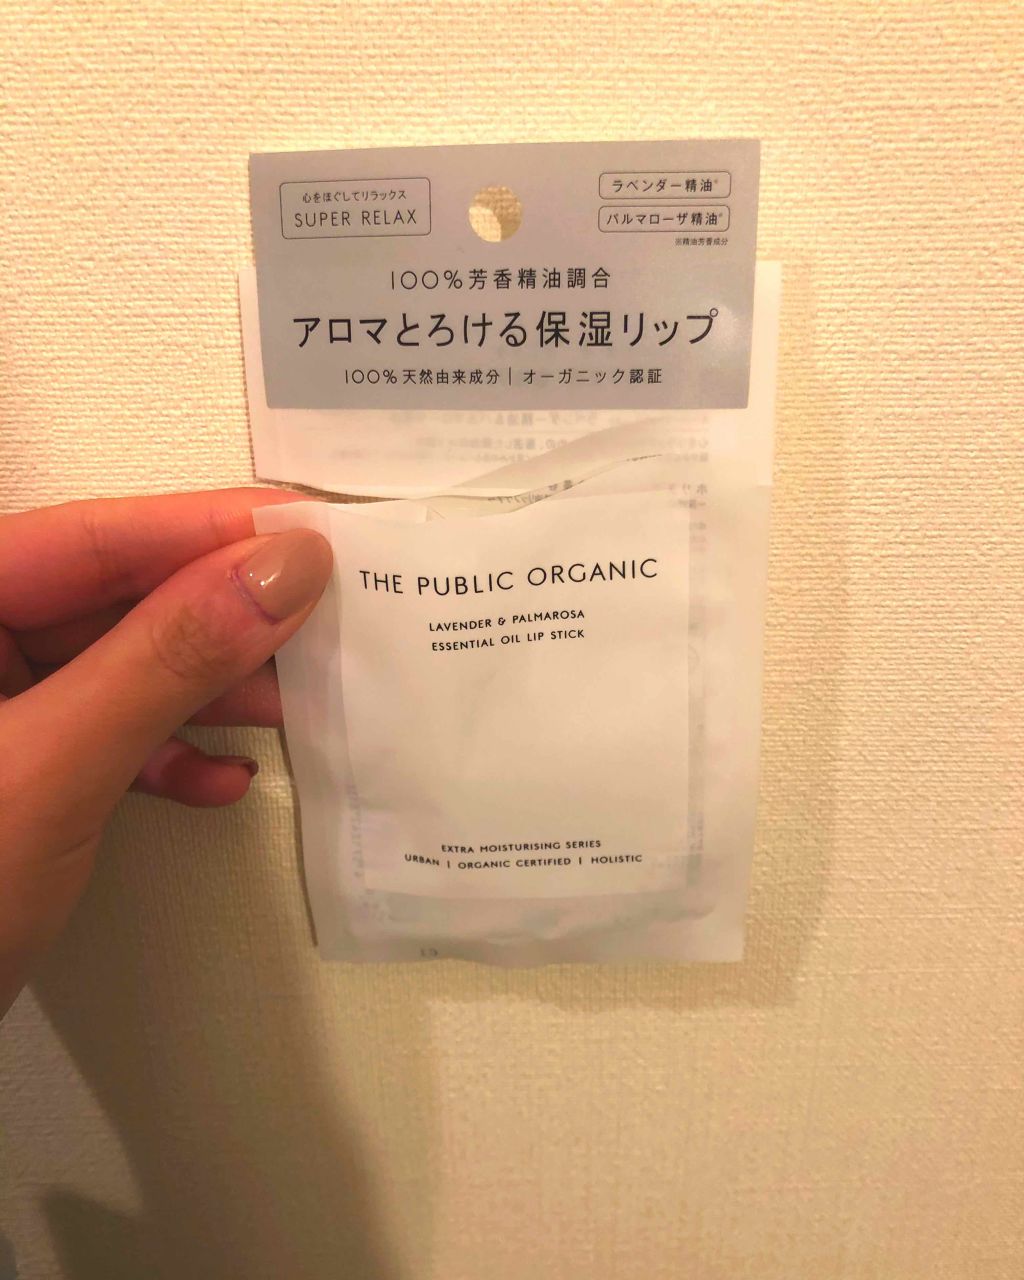 心をほぐしてリラックス
SUPER RELAX
ラベンダー精油※
パルマローザ精油※
※精油芳香成分
100%芳香精油調合
アロマとろける保湿リップ
100%天然由来成分|オーガニック認証
THE PUBLIC ORGANIC
LAVENDER & PALMAROSA
ESSENTIAL OIL LIP STICK
EXTRA MOISTURISING SERIES
URBAN | ORGANIC CERTIFIED | HOLISTIC